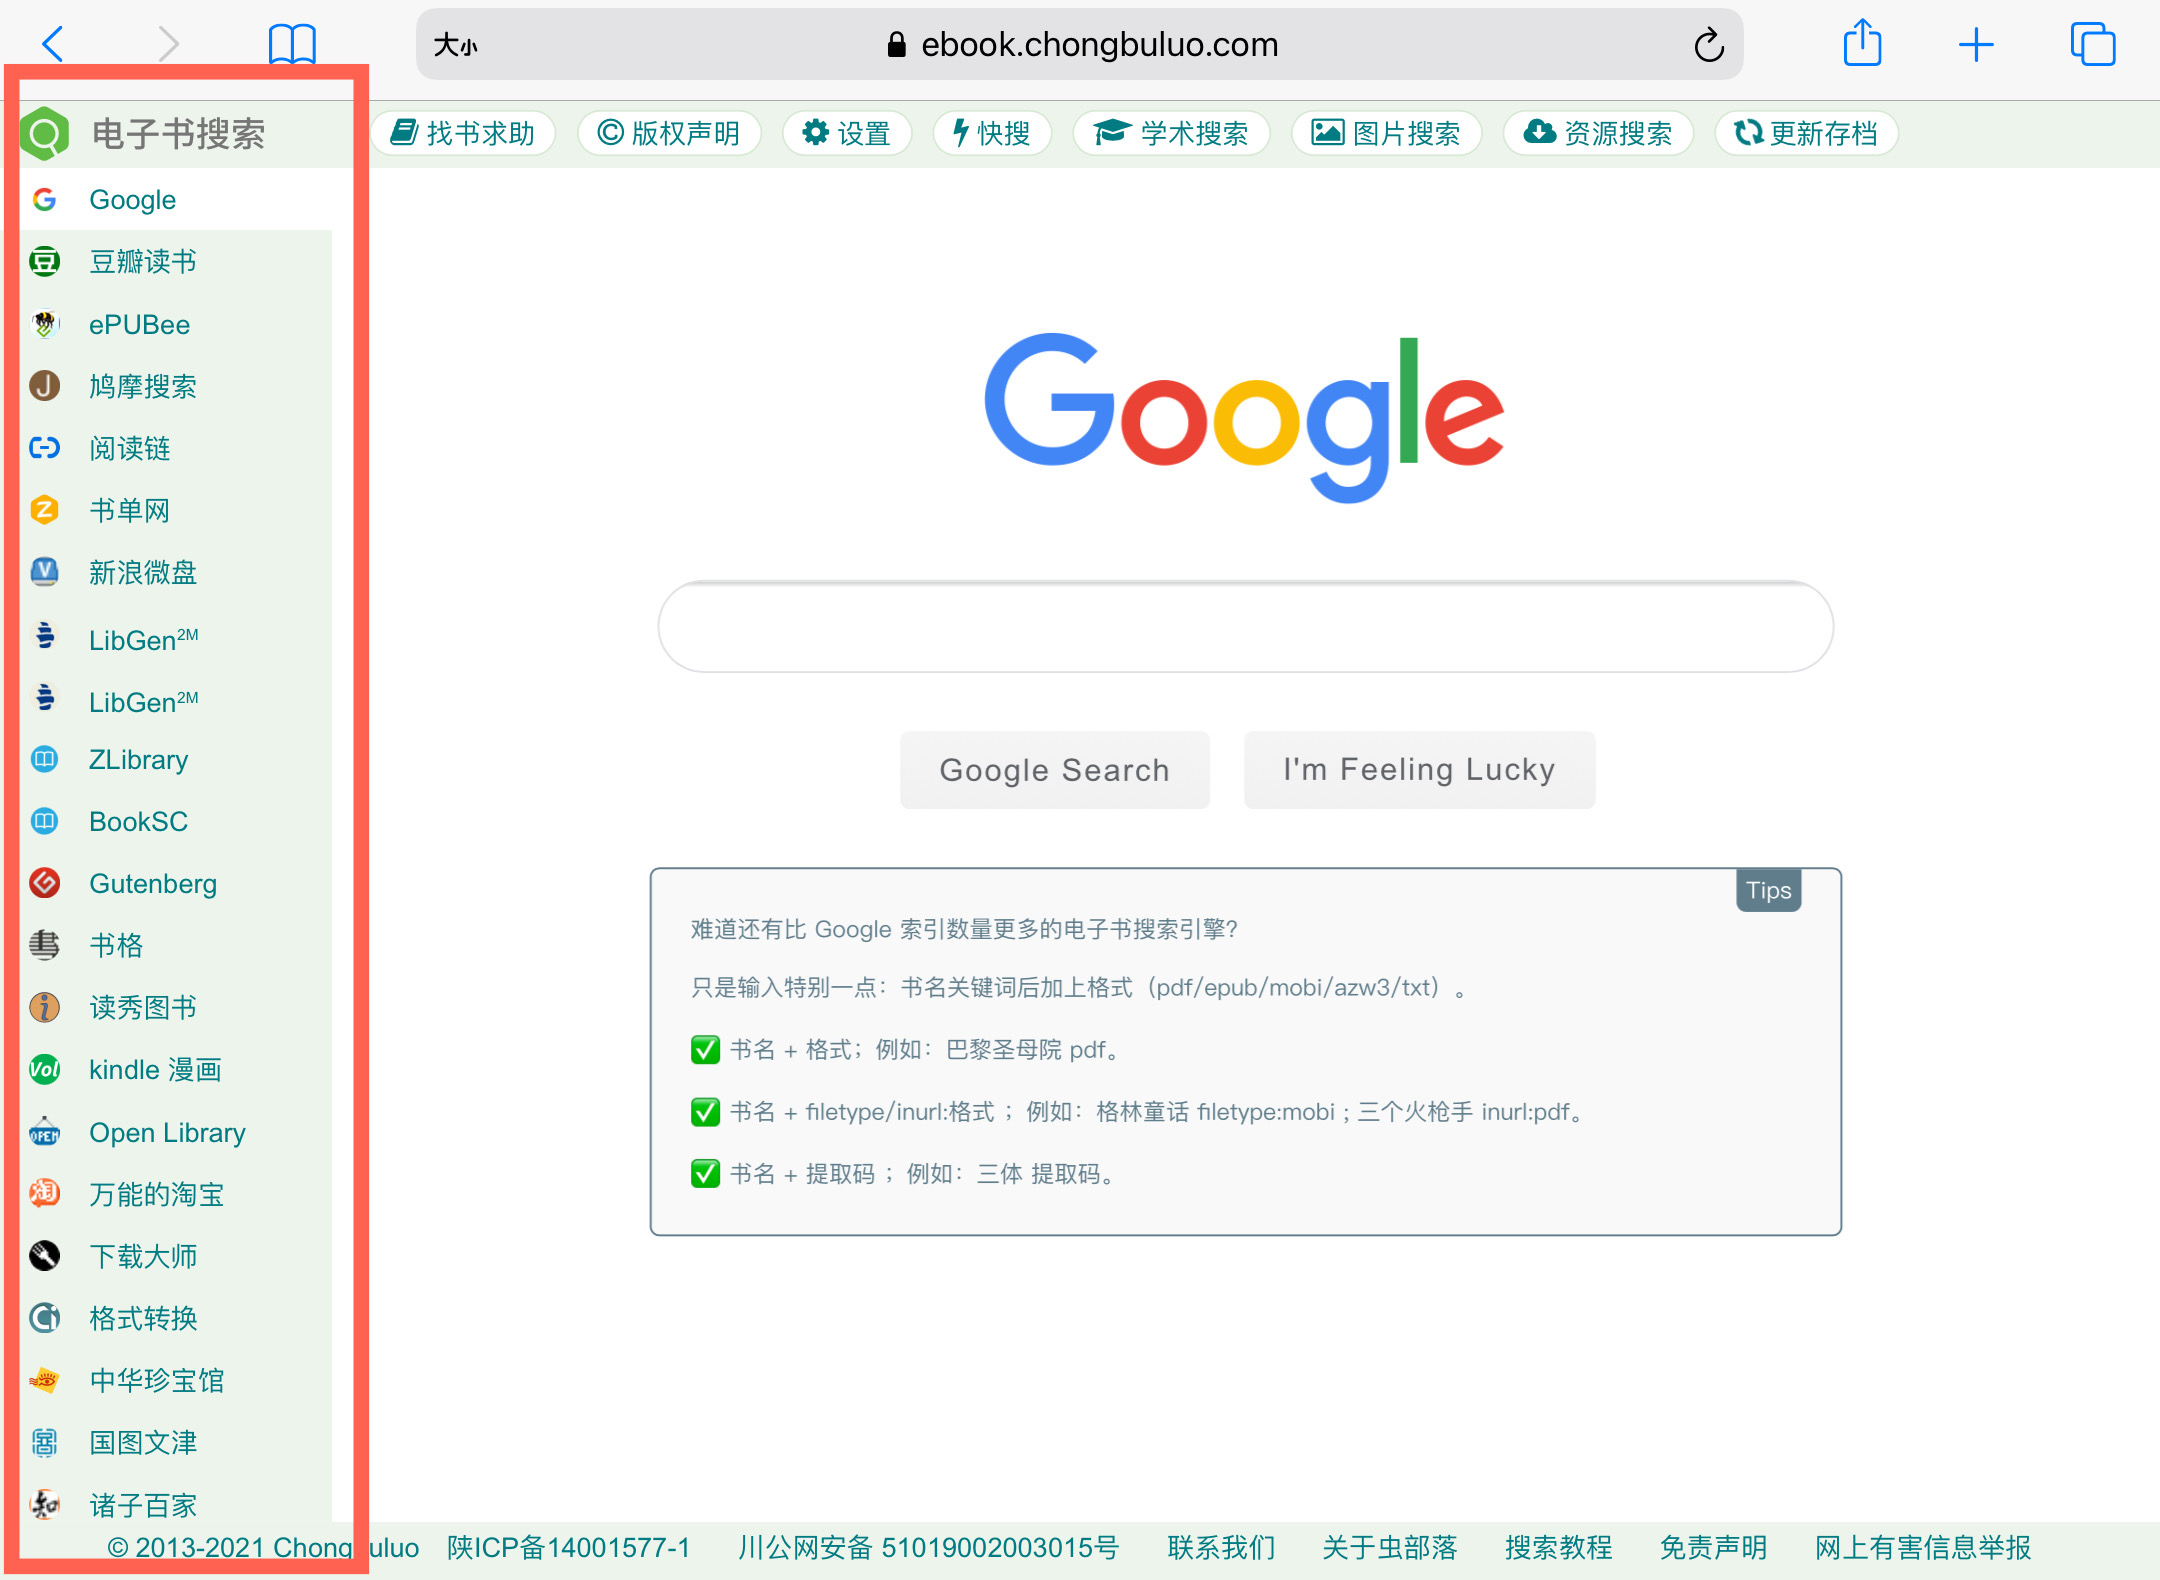 大小
ebook.chongbuluo.com
电子书搜索
找书求助
版权声明
设置
快搜
学术搜索
图片搜索
资源搜索
更新存档
Google
豆瓣读书
ePUBee
鸠摩搜索
阅读链
书单网
新浪微盘
LibGen2M
LibGen2M
ZLibrary
BookSC
Gutenberg
书格
读秀图书
kindle 漫画
Open Library
万能的淘宝
下载大师
格式转换
中华珍宝馆
国图文津
诸子百家
Google
Google Search
I'm Feeling Lucky
Tips
难道还有比 Google 索引数量更多的电子书搜索引擎?
只是输入特别一点：书名关键词后加上格式（pdf/epub/mobi/azw3/txt）。
书名 + 格式；例如：巴黎圣母院 pdf。
书名 + filetype/inurl:格式 ；例如：格林童话 filetype:mobi ; 三个火枪手 inurl:pdf。
书名 + 提取码 ；例如：三体 提取码。
© 2013-2021 Chongbuluo 陕ICP备14001577-1 川公网安备 51019002003015号 联系我们 关于虫部落 搜索教程 免责声明 网上有害信息举报